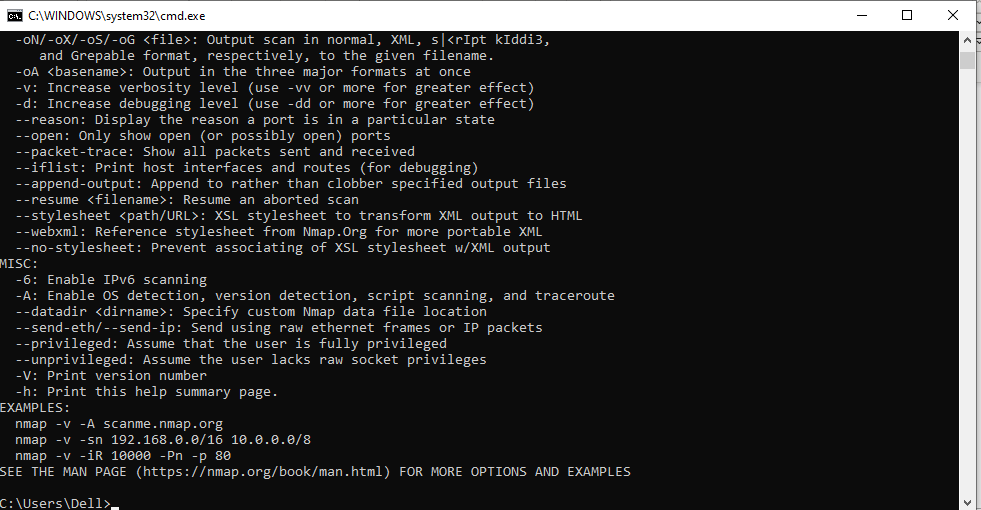 C:\WINDOWS\system32\cmd.exe
-oN/-oX/-oS/-oG <file>: Output scan in normal, XML, s|<rIpt kIddi3,
and Grepable format, respectively, to the given filename.
-oA <basename>: Output in the three major formats at once
-v: Increase verbosity level (use -vv or more for greater effect)
-d: Increase debugging level (use -dd or more for greater effect)
--reason: Display the reason a port is in a particular state
--open: Only show open (or possibly open) ports
--packet-trace: Show all packets sent and received
--iflist: Print host interfaces and routes (for debugging)
--append-output: Append to rather than clobber specified output files
--resume <filename>: Resume an aborted scan
--stylesheet <path/URL>: XSL stylesheet to transform XML output to HTML
--webxml: Reference stylesheet from Nmap.Org for more portable XML
--no-stylesheet: Prevent associating of XSL stylesheet w/XML output
MISC:
-6: Enable IPv6 scanning
-A: Enable OS detection, version detection, script scanning, and traceroute
--datadir <dirname>: Specify custom Nmap data file location
--send-eth/--send-ip: Send using raw ethernet frames or IP packets
--privileged: Assume that the user is fully privileged
--unprivileged: Assume the user lacks raw socket privileges
-V: Print version number
-h: Print this help summary page.
EXAMPLES:
nmap -v -A scanme.nmap.org
nmap -v -sn 192.168.0.0/16 10.0.0.0/8
nmap -v -iR 10000 -Pn -p 80
SEE THE MAN PAGE (https://nmap.org/book/man.html) FOR MORE OPTIONS AND EXAMPLES
C:\Users\Dell>